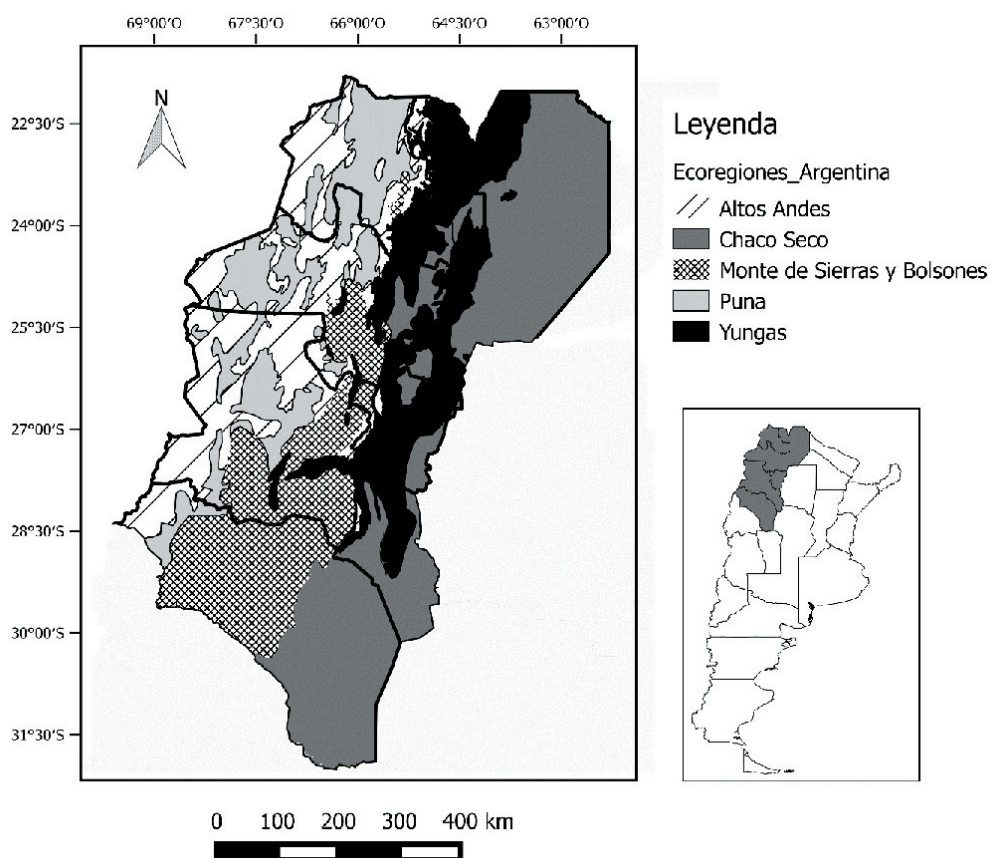 69°00'O 67°30'O 66°00'O 64°30'O 63°00'O
N
22°30'S
24°00'S
25°30'S
27°00'S
28°30'S
30°00'S
31°30'S
Leyenda
Ecoregiones_Argentina
Altos Andes
Chaco Seco
Monte de Sierras y Bolsones
Puna
Yungas
0 100 200 300 400 km